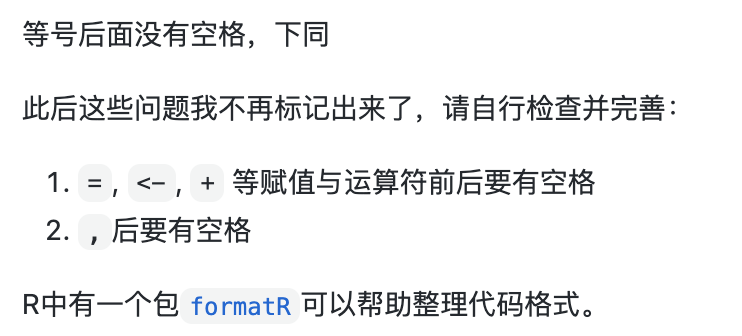 等号后面没有空格，下同
此后这些问题我不再标记出来了，请自行检查并完善：
1. =, <-, + 等赋值与运算符前后要有空格
2. , 后要有空格
R中有一个包 formatR 可以帮助整理代码格式。